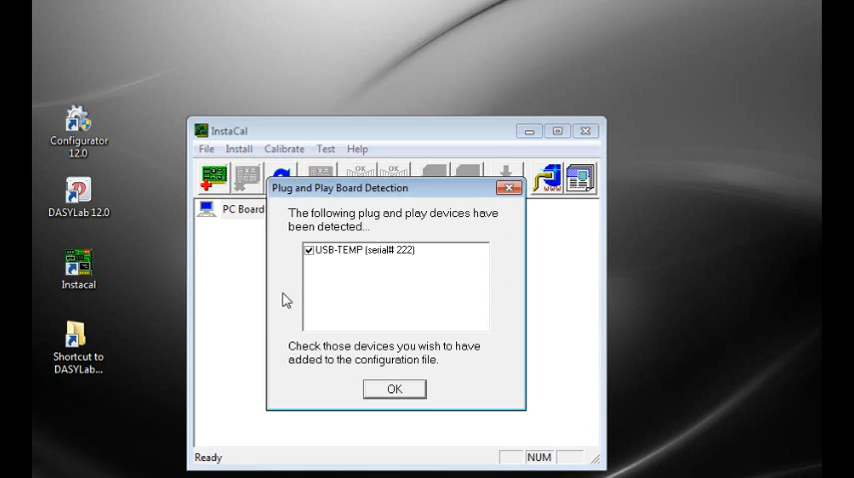 Configurator
12.0
DASYLab 12.0
Instacal
Shortcut to
DASYLab...
InstaCal
File Install Calibrate Test Help
OK OK
PC Board
Plug and Play Board Detection
The following plug and play devices have
been detected...
USB-TEMP (serial# 222)
Check those devices you wish to have
added to the configuration file.
OK
Ready
NUM